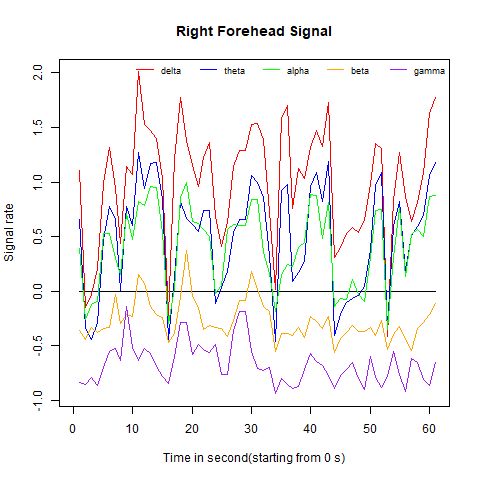 Right Forehead Signal
delta theta alpha beta gamma
Signal rate
2.0
1.5
1.0
0.5
0.0
-0.5
-1.0
0 10 20 30 40 50 60
Time in second(starting from 0 s)